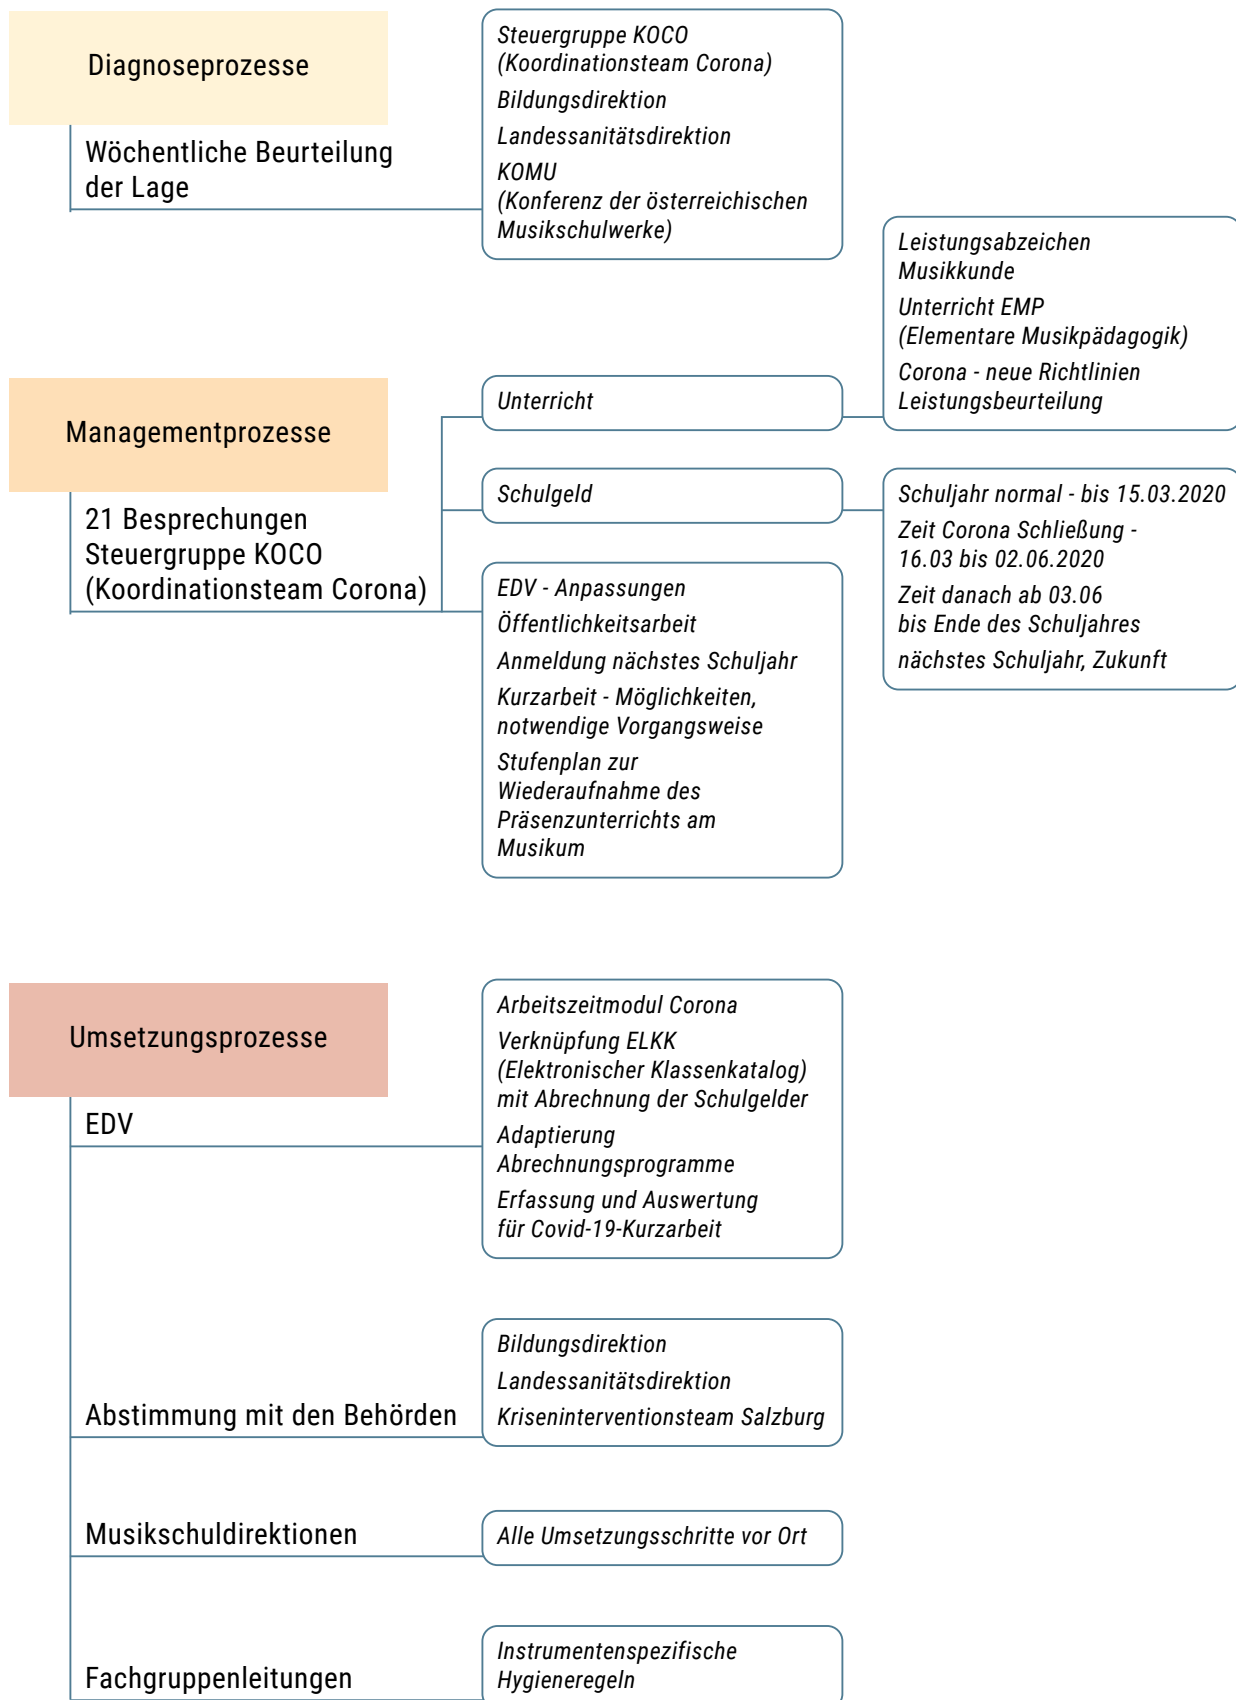 Diagnoseprozesse
Wöchentliche Beurteilung
der Lage
Steuergruppe KOCO
(Koordinationsteam Corona)
Bildungsdirektion
Landessanitätsdirektion
KOMU
(Konferenz der österreichischen
Musikschulwerke)
Managementprozesse
21 Besprechungen
Steuergruppe KOCO
(Koordinationsteam Corona)
Unterricht
Leistungsabzeichen
Musikkunde
Unterricht EMP
(Elementare Musikpädagogik)
Corona - neue Richtlinien
Leistungsbeurteilung
Schulgeld
Schuljahr normal - bis 15.03.2020
Zeit Corona Schließung -
16.03 bis 02.06.2020
Zeit danach ab 03.06
bis Ende des Schuljahres
nächstes Schuljahr, Zukunft
EDV - Anpassungen
Öffentlichkeitsarbeit
Anmeldung nächstes Schuljahr
Kurzarbeit - Möglichkeiten,
notwendige Vorgangsweise
Stufenplan zur
Wiederaufnahme des
Präsenzunterrichts am
Musikum
Umsetzungsprozesse
EDV
Arbeitszeitmodul Corona
Verknüpfung ELKK
(Elektronischer Klassenkatalog)
mit Abrechnung der Schulgelder
Adaptierung
Abrechnungsprogramme
Erfassung und Auswertung
für Covid-19-Kurzarbeit
Abstimmung mit den Behörden
Bildungsdirektion
Landessanitätsdirektion
Kriseninterventionsteam Salzburg
Musikschuldirektionen
Alle Umsetzungsschritte vor Ort
Fachgruppenleitungen
Instrumentenspezifische
Hygieneregeln